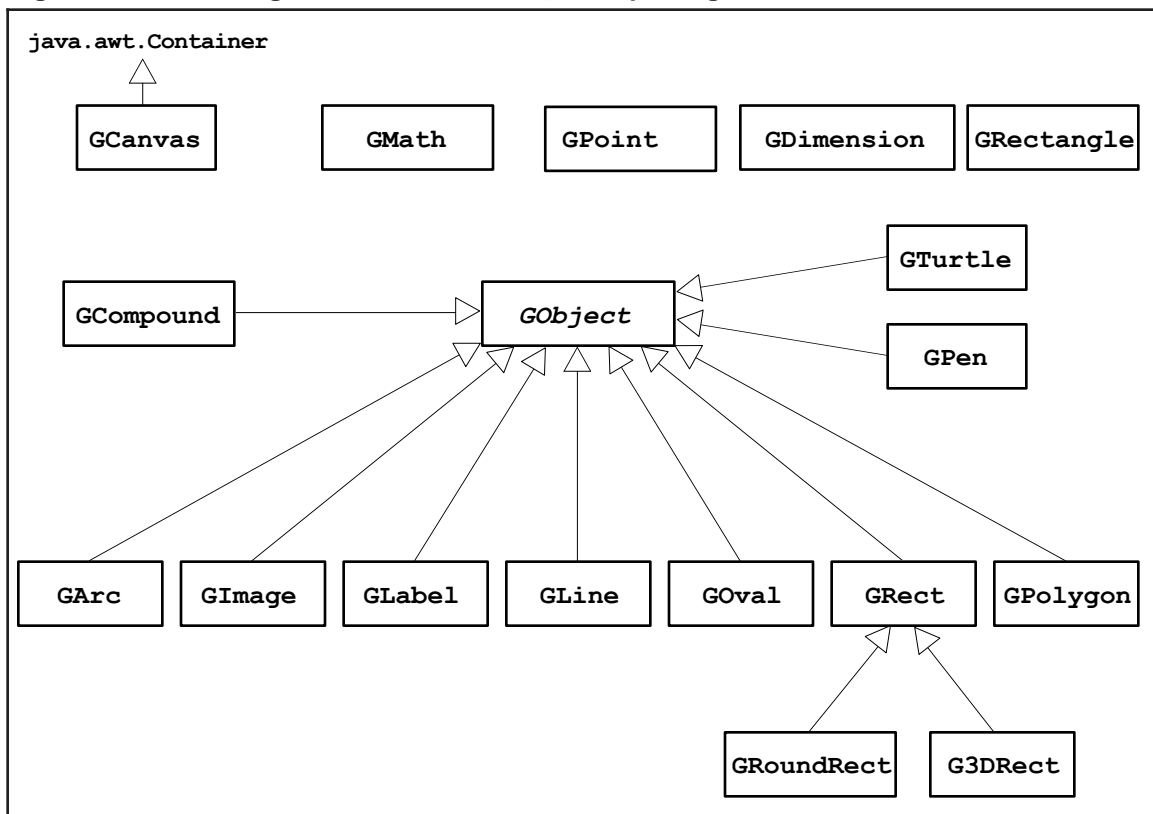 java.awt.Container
GCanvas
GMath
GPoint
GDimension
GRectangle
GTurtle
GCompound
GObject
GPen
GArc
GImage
GLabel
GLine
GOval
GRect
GPolygon
GRoundRect
G3DRect